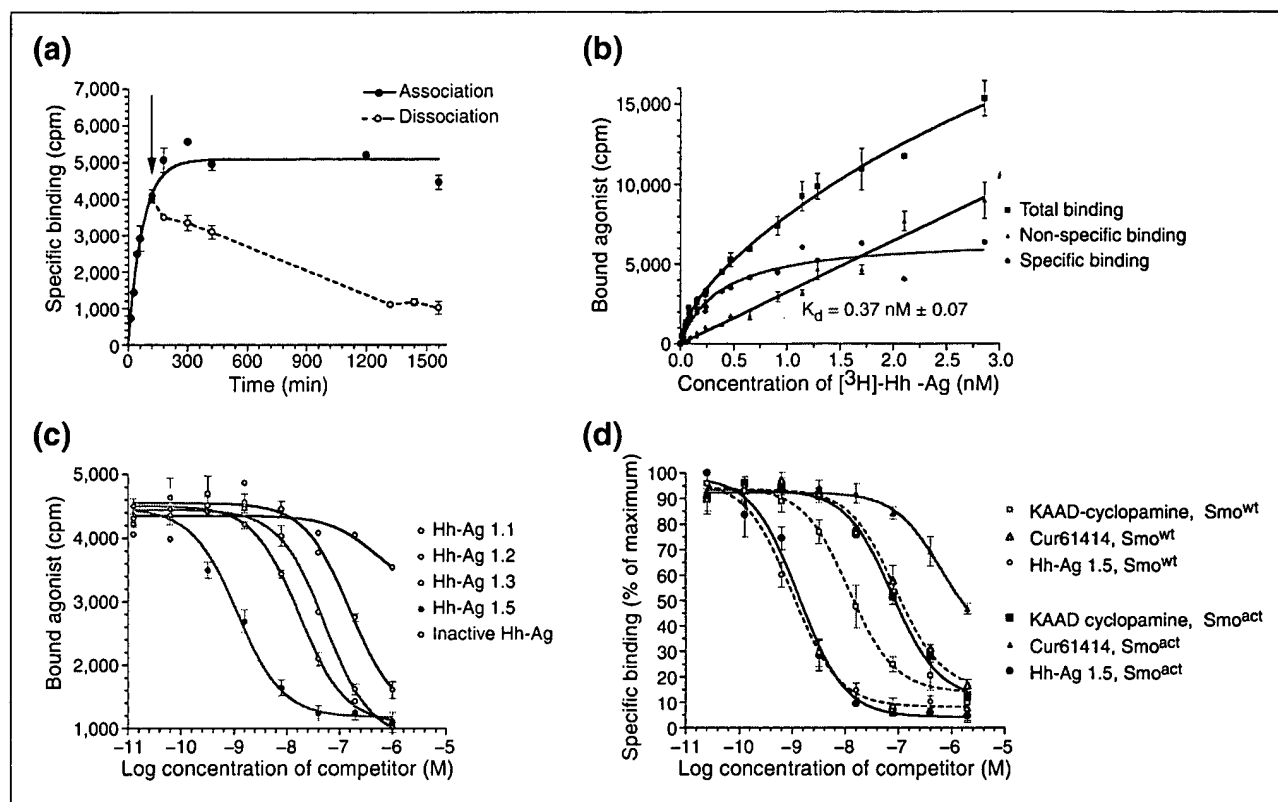 (a)
7,000
6,000
5,000
4,000
3,000
2,000
1,000
0
Specific binding (cpm)
Association
Dissociation
0 300 600 900 1200 1500
Time (min)
(b)
15,000
10,000
5,000
0
Bound agonist (cpm)
Total binding
Non-specific binding
Specific binding
Kd = 0.37 nM ± 0.07
0.0 0.5 1.0 1.5 2.0 2.5 3.0
Concentration of [3H]-Hh -Ag (nM)
(c)
5,000
4,000
3,000
2,000
1,000
Bound agonist (cpm)
Hh-Ag 1.1
Hh-Ag 1.2
Hh-Ag 1.3
Hh-Ag 1.5
Inactive Hh-Ag
−11 −10 −9 −8 −7 −6 −5
Log concentration of competitor (M)
(d)
100
90
80
70
60
50
40
30
20
10
0
Specific binding (% of maximum)
KAAD-cyclopamine, Smowt
Cur61414, Smowt
Hh-Ag 1.5, Smowt
KAAD cyclopamine, Smoact
Cur61414, Smoact
Hh-Ag 1.5, Smoact
−11 −10 −9 −8 −7 −6 −5
Log concentration of competitor (M)